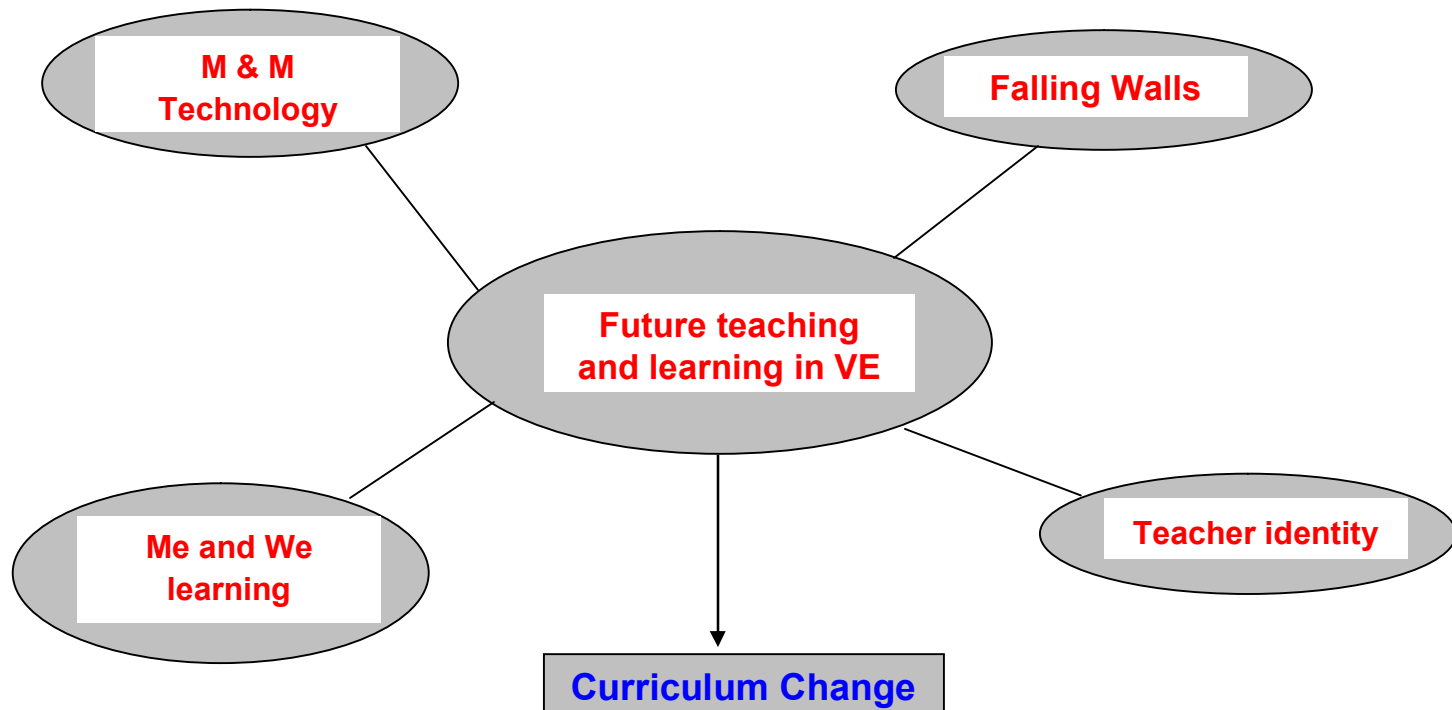 M & M
Technology
Falling Walls
Future teaching
and learning in VE
Me and We
learning
Teacher identity
Curriculum Change